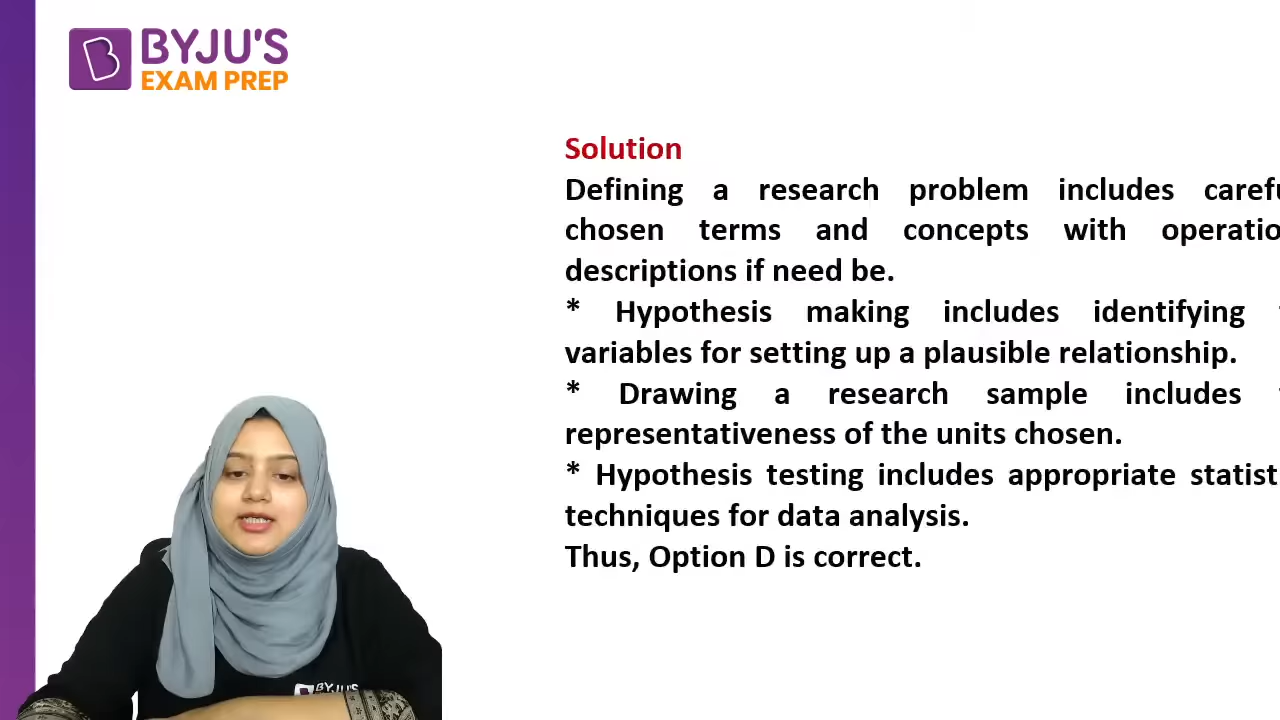 BYJU'S
EXAM PREP
Solution
Defining a research problem includes
chosen terms and concepts with
descriptions if need be.
* Hypothesis making includes identifying
variables for setting up a plausible relationship.
* Drawing a research sample includes
representativeness of the units chosen.
* Hypothesis testing includes appropriate
techniques for data analysis.
Thus, Option D is correct.
BYJU'S